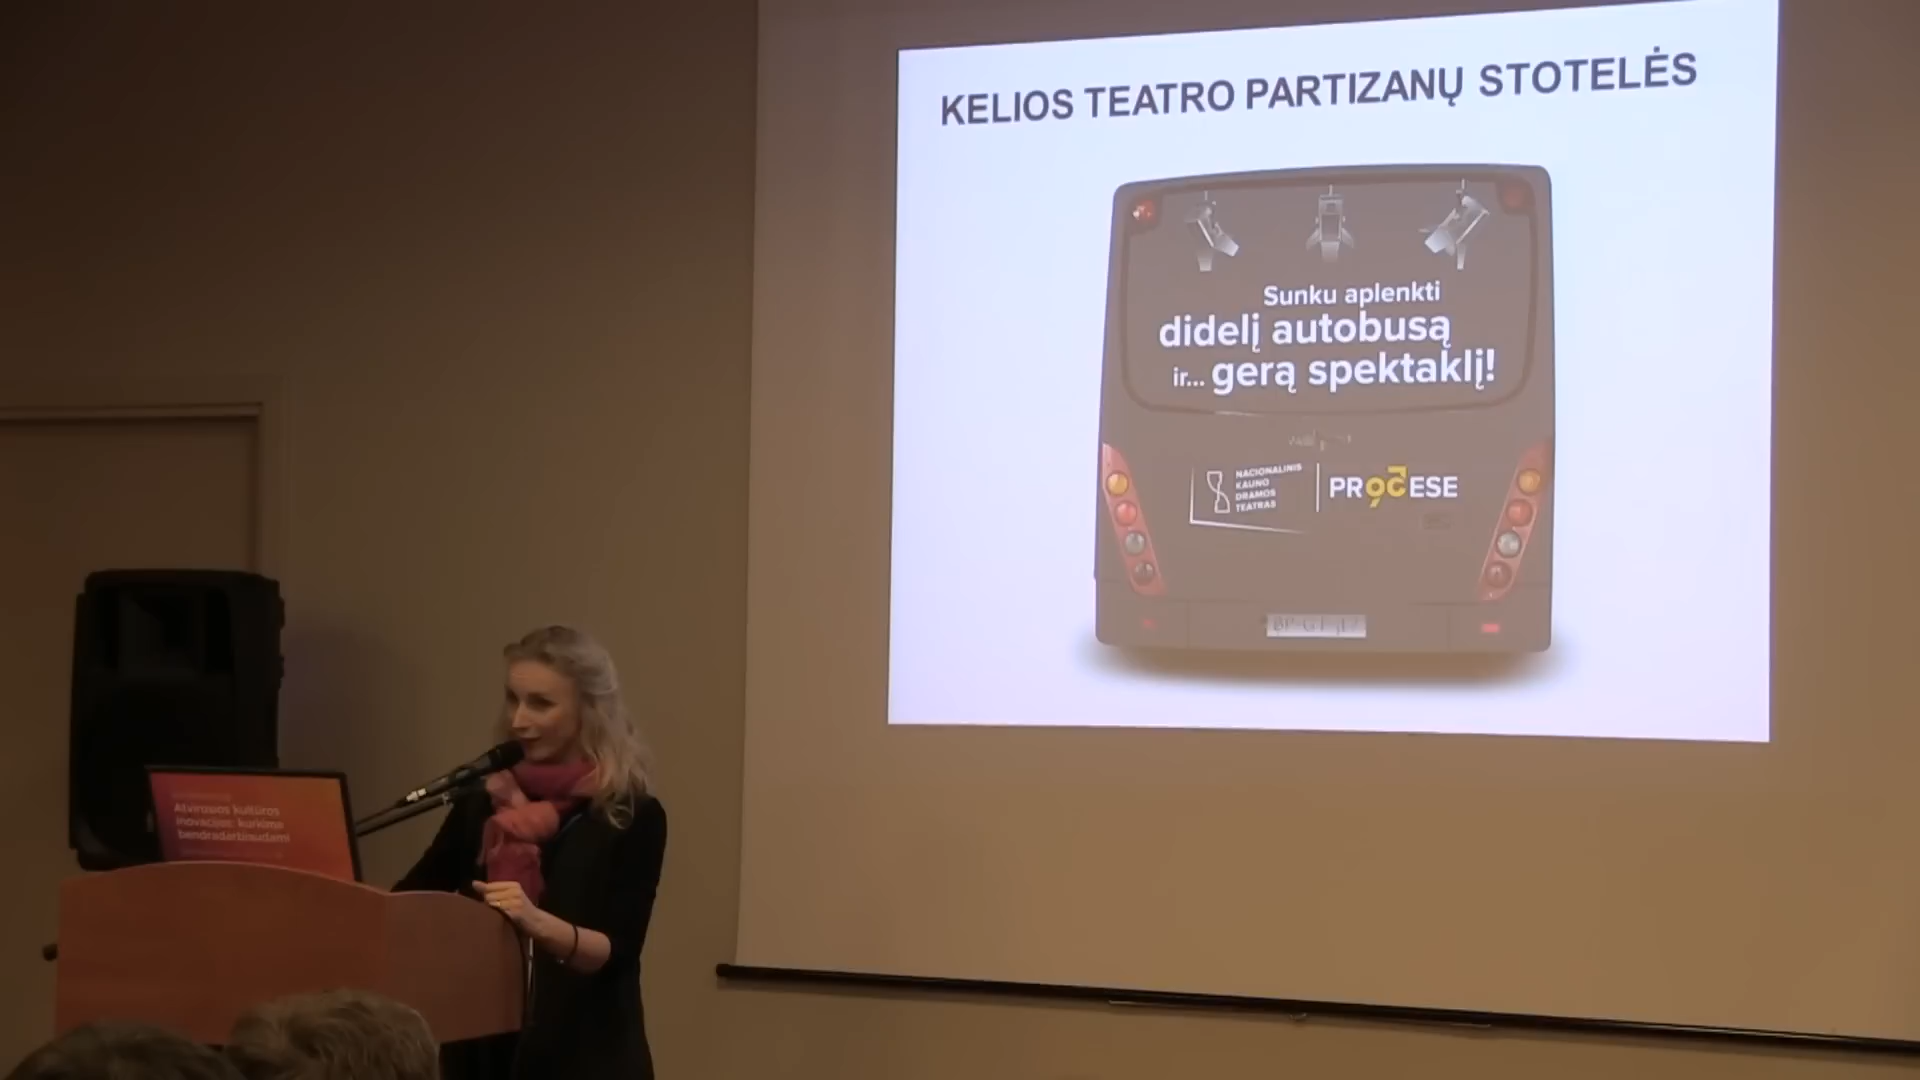 KELIOS TEATRO PARTIZANŲ STOTELĖS
Sunku aplenkti
didelį autobusą
ir... gerą spektaklį!
NACIONALINIS
KAUNO
DRAMOS
TEATRAS
PROCESE
Atvirosios kultūros
inovacijos: kurkime
bendradarbiaudami